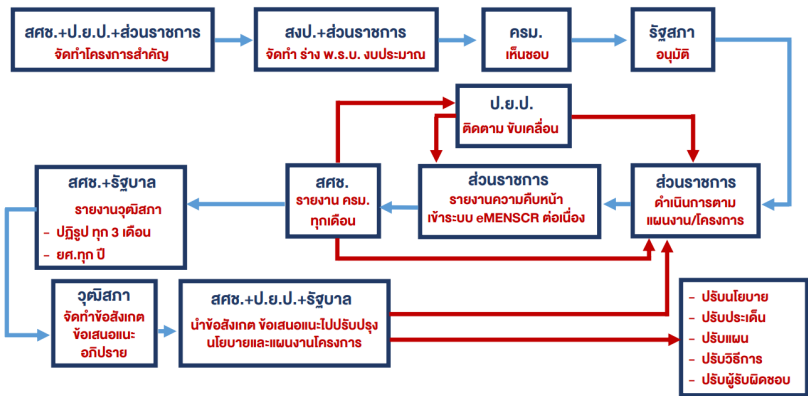 สศช.+ป.ย.ป.+ส่วนราชการ
จัดทำโครงการสำคัญ
สงป.+ส่วนราชการ
จัดทำ ร่าง พ.ร.บ. งบประมาณ
ครม.
เห็นชอบ
รัฐสภา
อนุมัติ
ป.ย.ป.
ติดตาม ขับเคลื่อน
สศช.+รัฐบาล
รายงานวุฒิสภา
- ปฏิรูป ทุก 3 เดือน
- ยศ.ทุก ปี
สศช.
รายงาน ครม.
ทุกเดือน
ส่วนราชการ
รายงานความคืบหน้า
เข้าระบบ eMENSCR ต่อเนื่อง
ส่วนราชการ
ดำเนินการตาม
แผนงาน/โครงการ
วุฒิสภา
จัดทำข้อสังเกต
ข้อเสนอแนะ
อภิปราย
สศช.+ป.ย.ป.+รัฐบาล
นำข้อสังเกต ข้อเสนอแนะไปปรับปรุง
นโยบายและแผนงานโครงการ
- ปรับนโยบาย
- ปรับประเด็น
- ปรับแผน
- ปรับวิธีการ
- ปรับผู้รับผิดชอบ